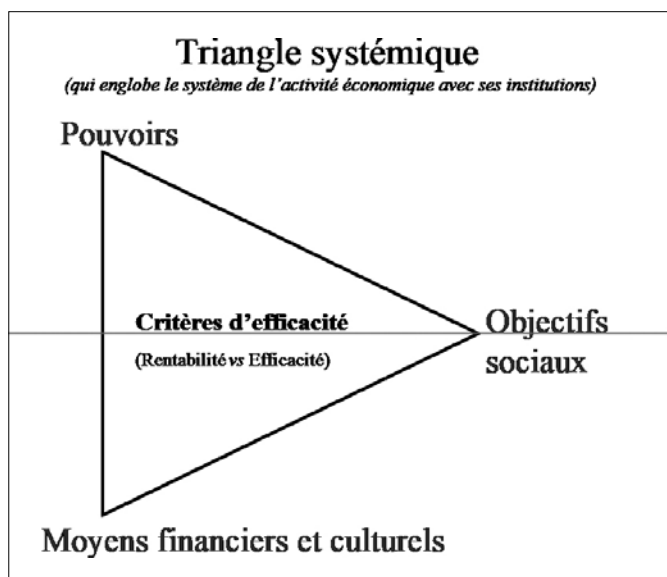 Triangle systémique
(qui englobe le système de l’activité économique avec ses institutions)
Pouvoirs
Critères d’efficacité
(Rentabilité vs Efficacité)
Objectifs
sociaux
Moyens financiers et culturels